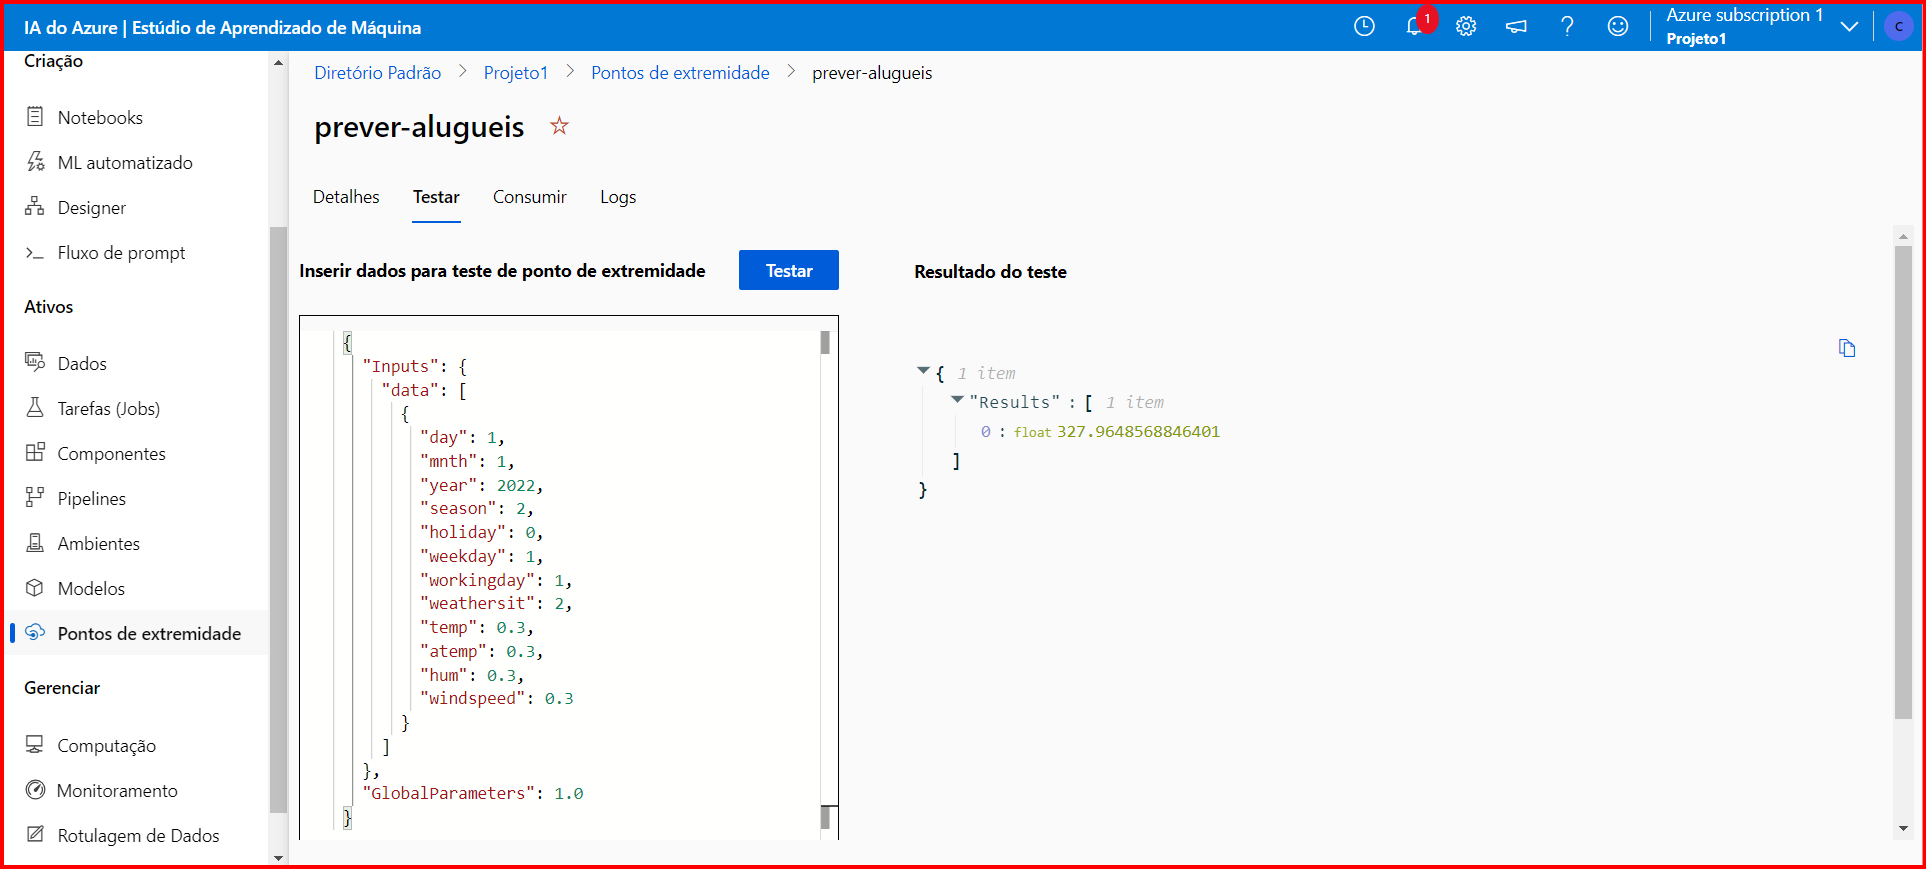 IA do Azure | Estúdio de Aprendizado de Máquina
1
Azure subscription 1
Projeto1
C
Criação
Notebooks
ML automatizado
Designer
Fluxo de prompt
Ativos
Dados
Tarefas (Jobs)
Componentes
Pipelines
Ambientes
Modelos
Pontos de extremidade
Gerenciar
Computação
Monitoramento
Rotulagem de Dados
Diretório Padrão > Projeto1 > Pontos de extremidade > prever-alugueis
prever-alugueis
Detalhes Testar Consumir Logs
Inserir dados para teste de ponto de extremidade
Testar
{
"Inputs": {
"data": [
{
"day": 1,
"mnth": 1,
"year": 2022,
"season": 2,
"holiday": 0,
"weekday": 1,
"workingday": 1,
"weathersit": 2,
"temp": 0.3,
"atemp": 0.3,
"hum": 0.3,
"windspeed": 0.3
}
]
},
"GlobalParameters": 1.0
}
Resultado do teste
{ 1 item
"Results" : [ 1 item
0 : float 327.9648568846401
]
}